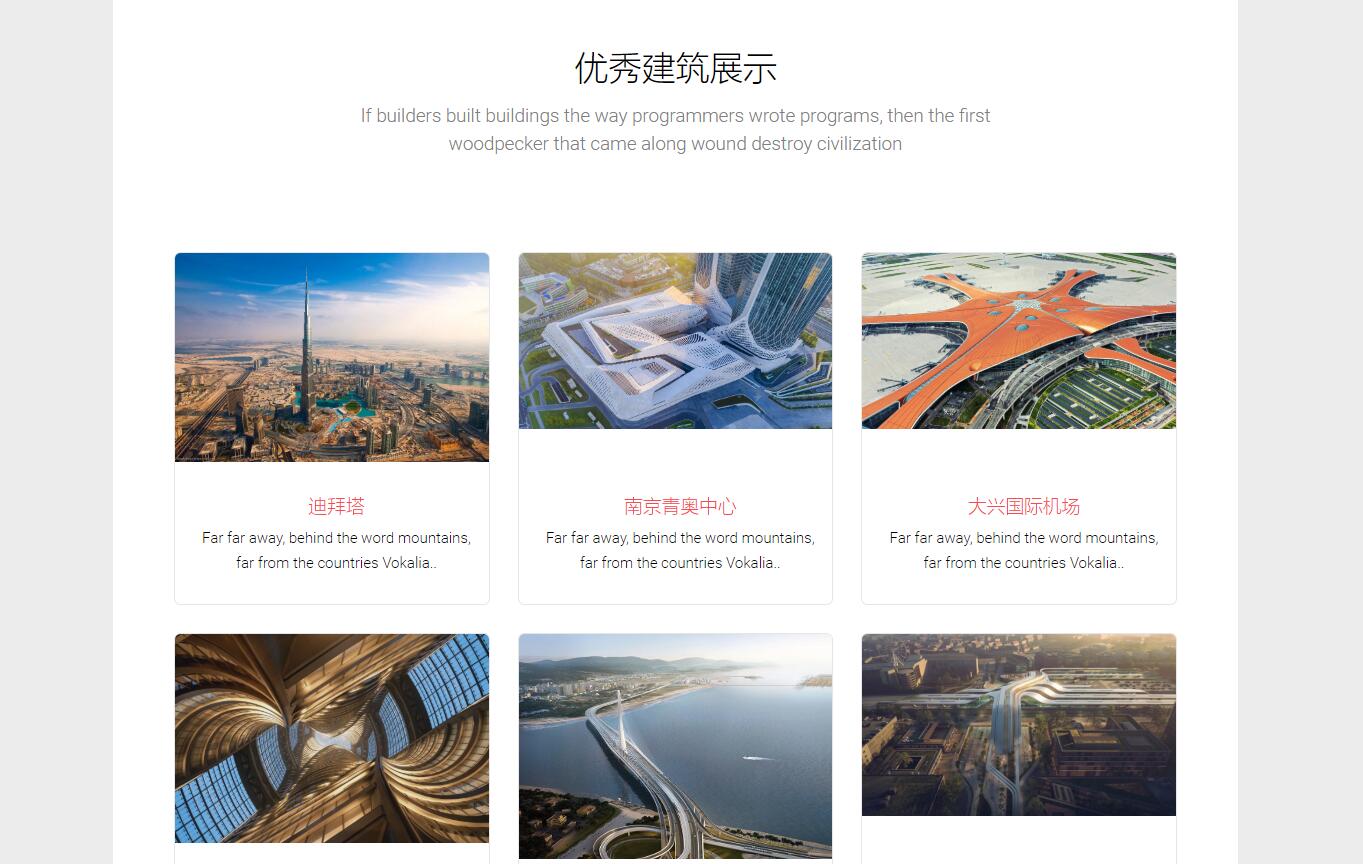 优秀建筑展示
If builders built buildings the way programmers wrote programs, then the first
woodpecker that came along wound destroy civilization
迪拜塔
Far far away, behind the word mountains,
far from the countries Vokalia..
南京青奥中心
Far far away, behind the word mountains,
far from the countries Vokalia..
大兴国际机场
Far far away, behind the word mountains,
far from the countries Vokalia..